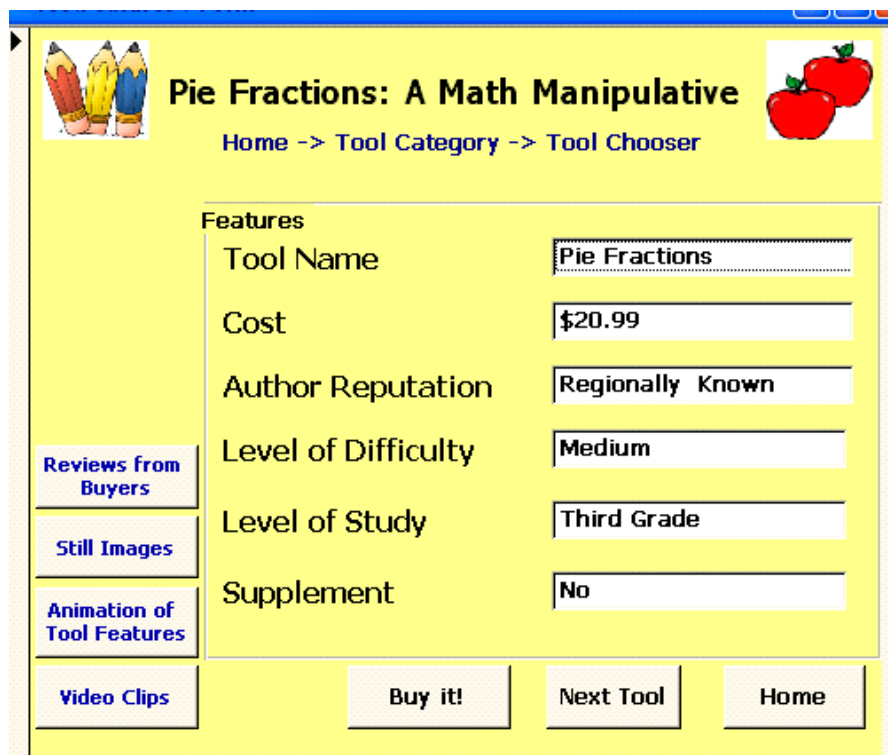 Pie Fractions: A Math Manipulative
Home -> Tool Category -> Tool Chooser
Features
Tool Name Pie Fractions
Cost $20.99
Author Reputation Regionally Known
Level of Difficulty Medium
Level of Study Third Grade
Supplement No
Reviews from
Buyers
Still Images
Animation of
Tool Features
Video Clips
Buy it! Next Tool Home